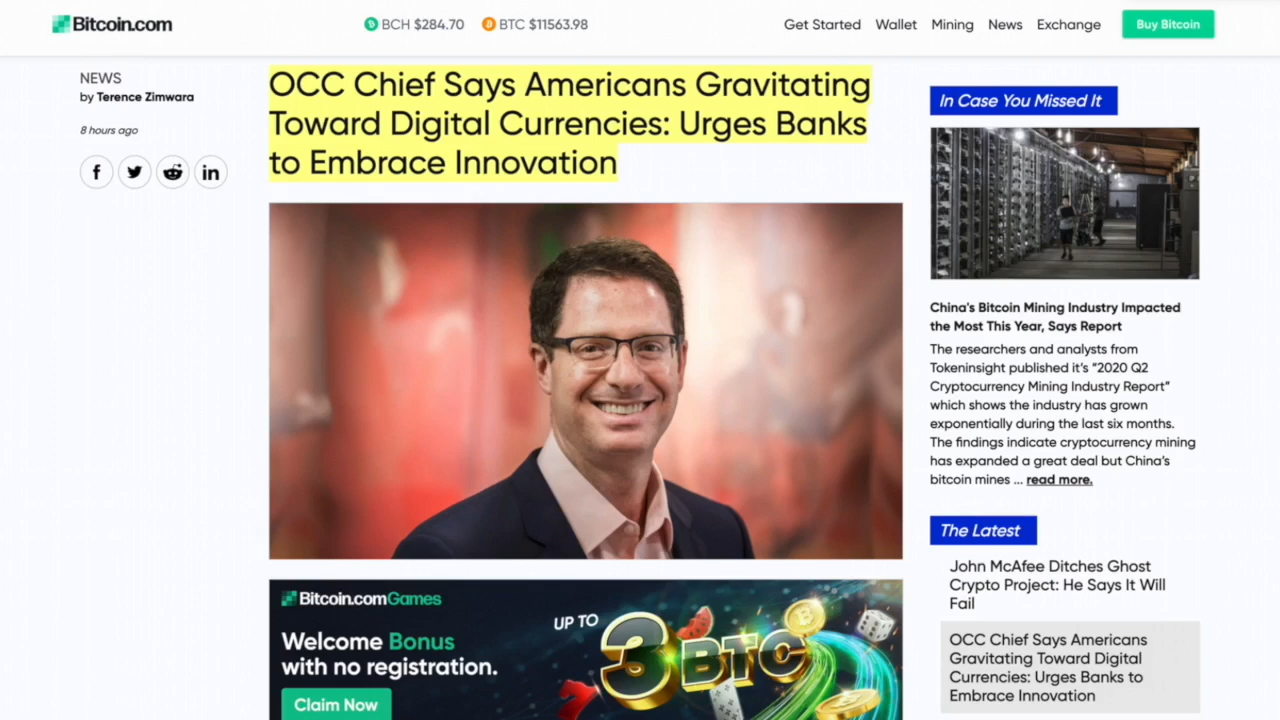 Bitcoin.com
BCH $284.70
BTC $11563.98
Get Started
Wallet
Mining
News
Exchange
Buy Bitcoin
NEWS
by Terence Zimwara
8 hours ago
OCC Chief Says Americans Gravitating
Toward Digital Currencies: Urges Banks
to Embrace Innovation
Bitcoin.comGames
Welcome Bonus
with no registration.
Claim Now
UP TO
3 BTC
In Case You Missed It
China's Bitcoin Mining Industry Impacted
the Most This Year, Says Report
The researchers and analysts from
Tokeninsight published it's “2020 Q2
Cryptocurrency Mining Industry Report”
which shows the industry has grown
exponentially during the last six months.
The findings indicate cryptocurrency mining
has expanded a great deal but China's
bitcoin mines ... read more.
The Latest
John McAfee Ditches Ghost
Crypto Project: He Says It Will
Fail
OCC Chief Says Americans
Gravitating Toward Digital
Currencies: Urges Banks to
Embrace Innovation